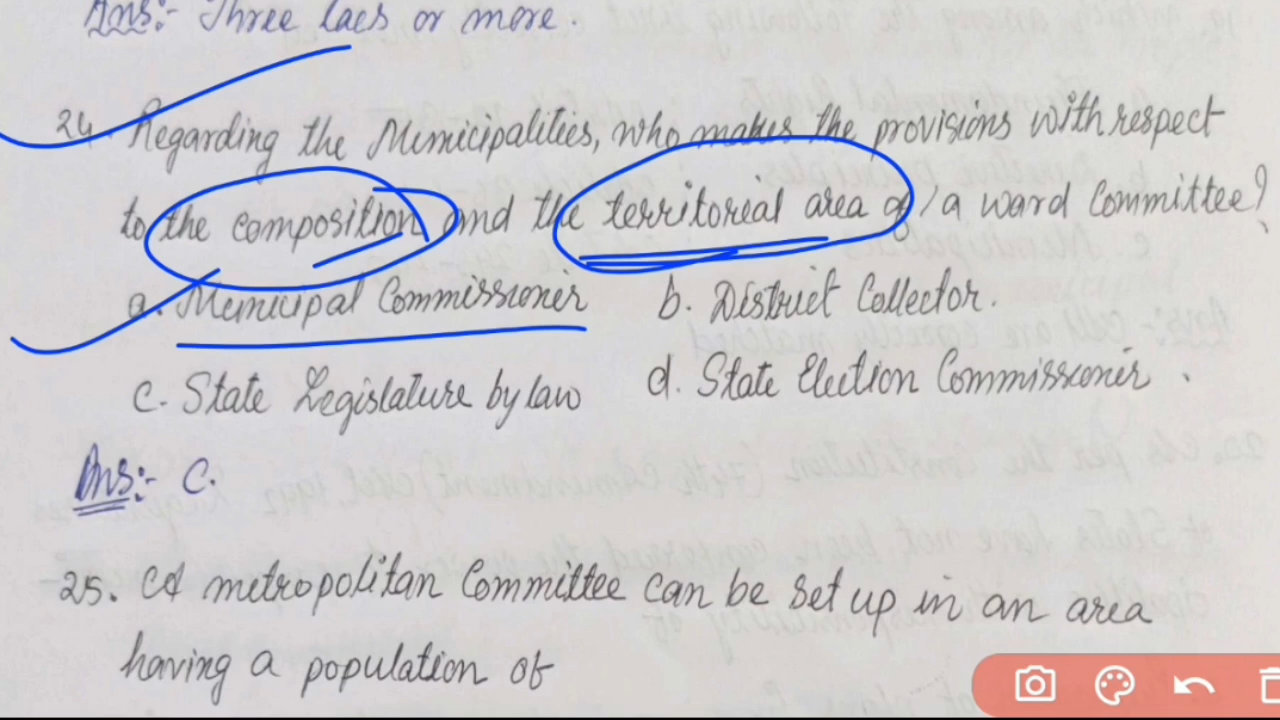 Ans:- Three lacs or more.
24. Regarding the Municipalities, who makes the provisions with respect
to the composition and the territorial area of / a ward Committee?
a. Municipal Commissioner b. District Collector.
c. State Legislature by law d. State Election Commissioner.
Ans:- C.
25. A metropolitan Committee can be set up in an area
having a population of